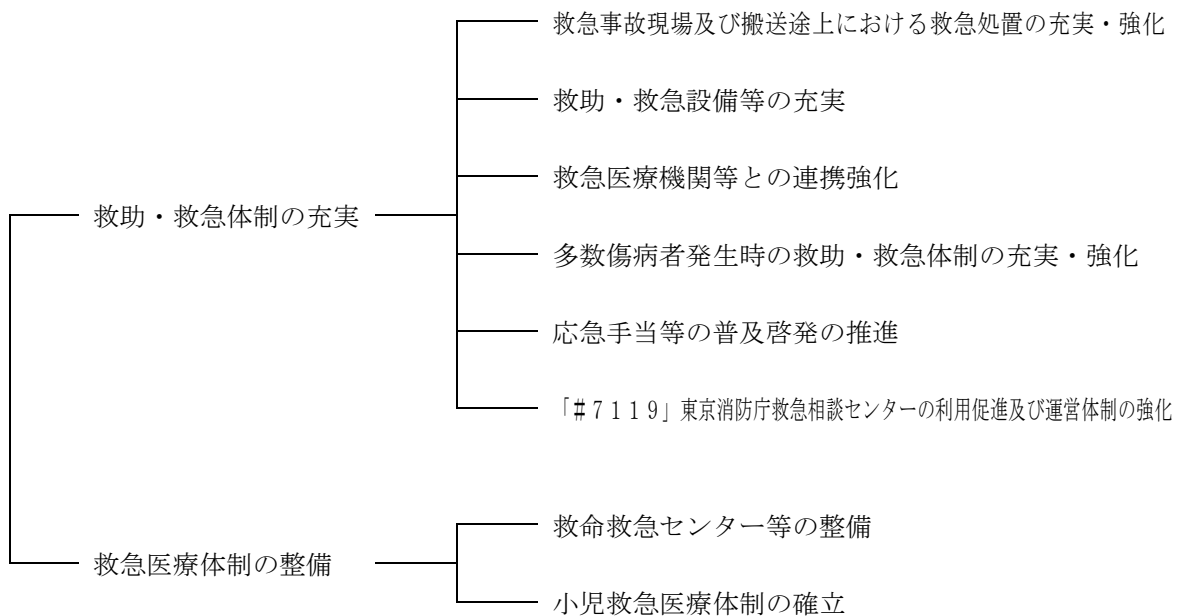 救助・救急体制の充実
救急事故現場及び搬送途上における救急処置の充実・強化
救助・救急設備等の充実
救急医療機関等との連携強化
多数傷病者発生時の救助・救急体制の充実・強化
応急手当等の普及啓発の推進
「♯7119」東京消防庁救急相談センターの利用促進及び運営体制の強化
救急医療体制の整備
救命救急センター等の整備
小児救急医療体制の確立